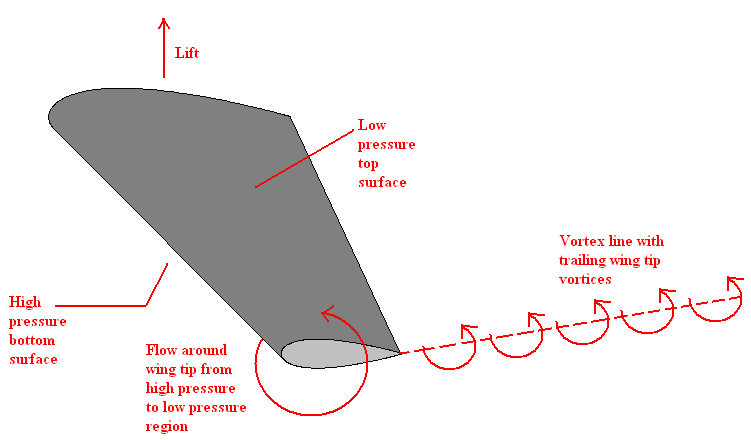 Lift
Low
pressure
top
surface
Vortex line with
trailing wing tip
vortices
High
pressure
bottom
surface
Flow around
wing tip from
high pressure
to low pressure
region